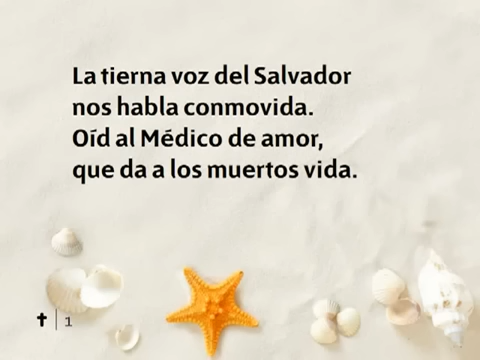 La tierna voz del Salvador
nos habla conmovida.
Oíd al Médico de amor,
que da a los muertos vida.
✝ | 1